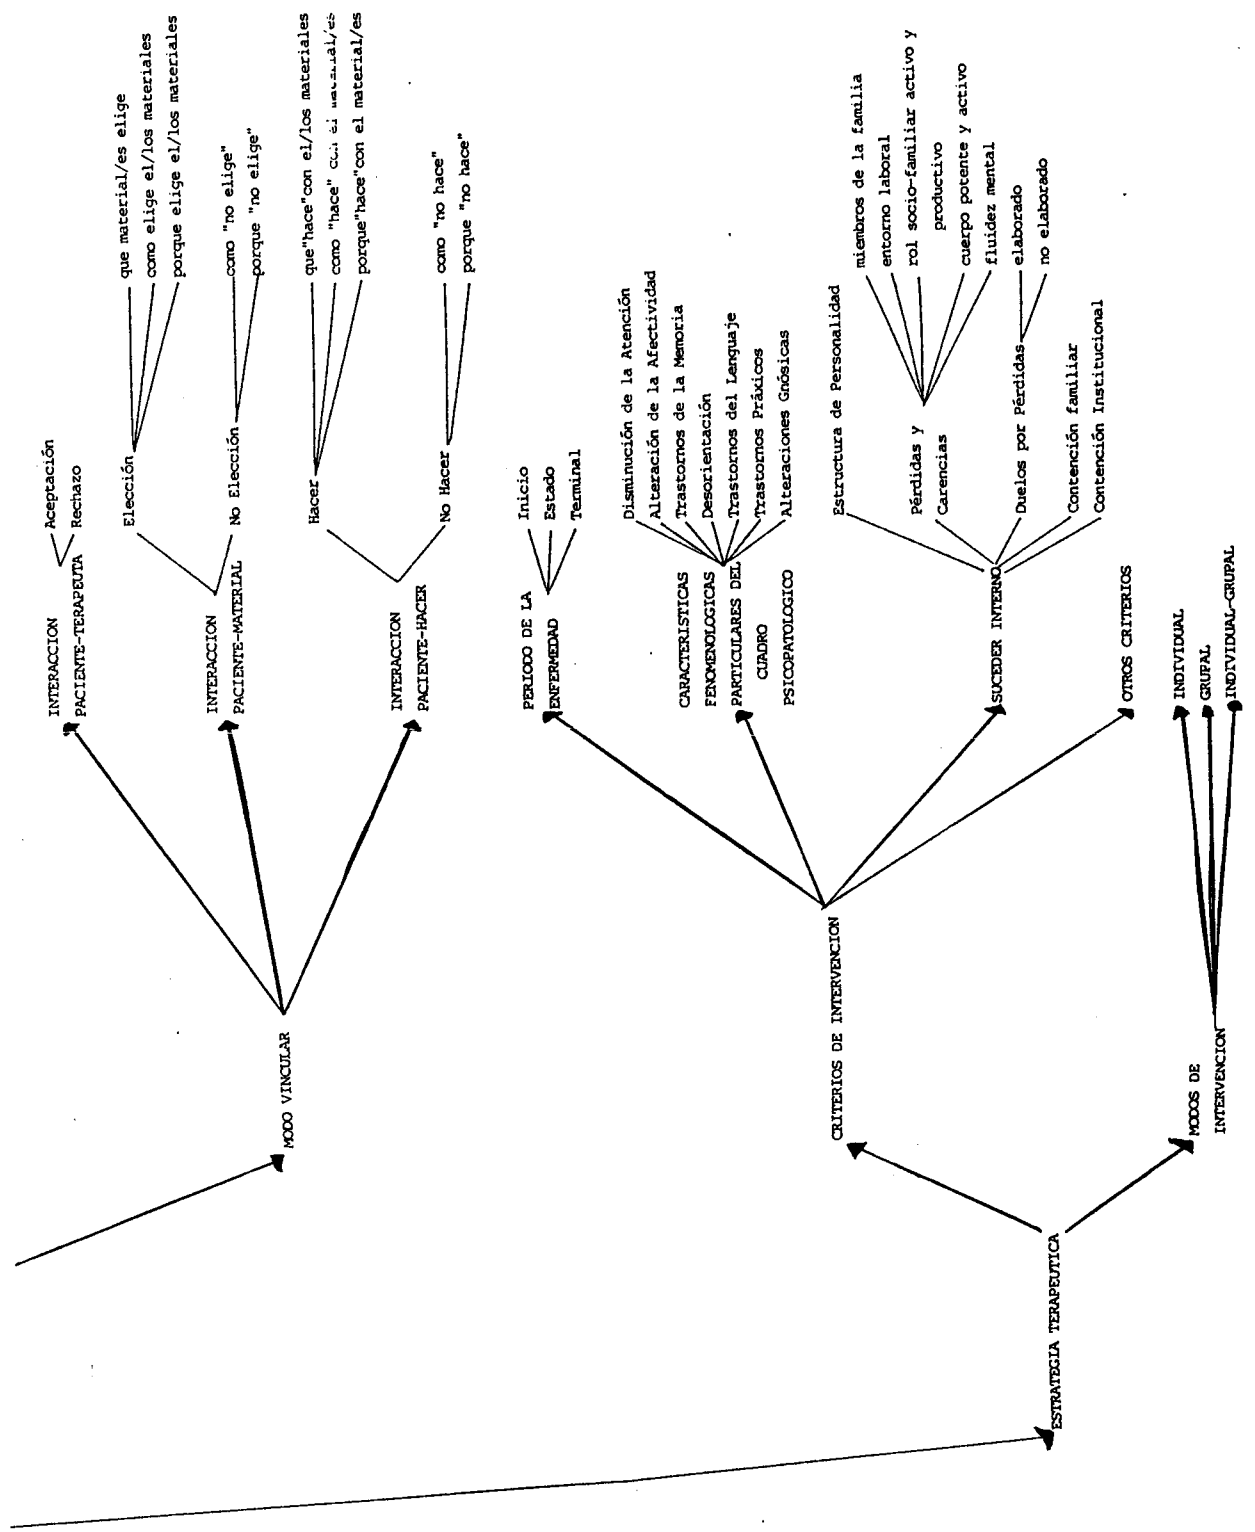 MODO VINCULAR
INTERACCION
PACIENTE-TERAPEUTA
Aceptación
Rechazo
INTERACCION
PACIENTE-MATERIAL
Elección
que material/es elige
como elige el/los materiales
porque elige el/los materiales
No Elección
como "no elige"
porque "no elige"
INTERACCION
PACIENTE-HACER
Hacer
que"hace"con el/los materiales
como "hace"
porque"hace"con el material/es
No Hacer
como "no hace"
porque "no hace"
ESTRATEGIA TERAPEUTICA
CRITERIOS DE INTERVENCION
PERIODO DE LA
ENFERMEDAD
Inicio
Estado
Terminal
CARACTERISTICAS
FENOMENOLOGICAS
PARTICULARES DEL
CUADRO
PSICOPATOLOGICO
Disminución de la Atención
Alteración de la Afectividad
Trastornos de la Memoria
Desorientación
Trastornos del Lenguaje
Trastornos Práxicos
Alteraciones Gnósicas
SUCEDER INTERNO
Estructura de Personalidad
Pérdidas y
Carencias
miembros de la familia
entorno laboral
rol socio-familiar activo y
productivo
cuerpo potente y activo
fluidez mental
Duelos por Pérdidas
elaborado
no elaborado
Contención familiar
Contención Institucional
OTROS CRITERIOS
MODOS DE
INTERVENCION
INDIVIDUAL
GRUPAL
INDIVIDUAL-GRUPAL